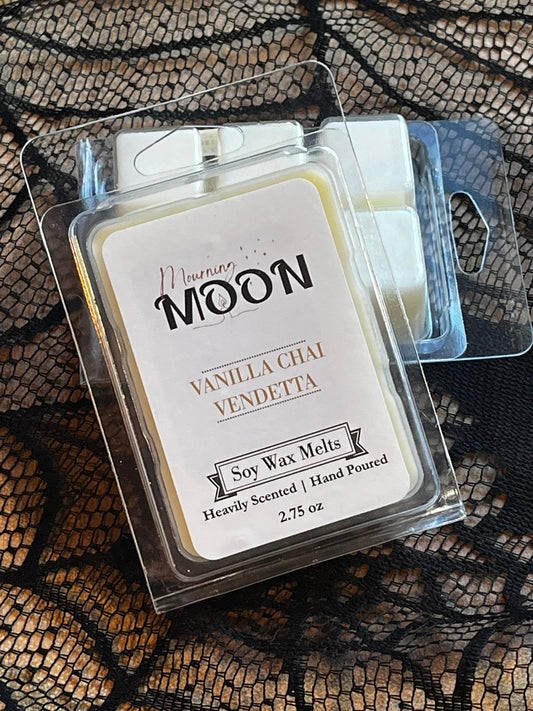 Mourning
MOON
VANILLA CHAI
VENDETTA
Soy Wax Melts
Heavily Scented | Hand Poured
2.75 oz